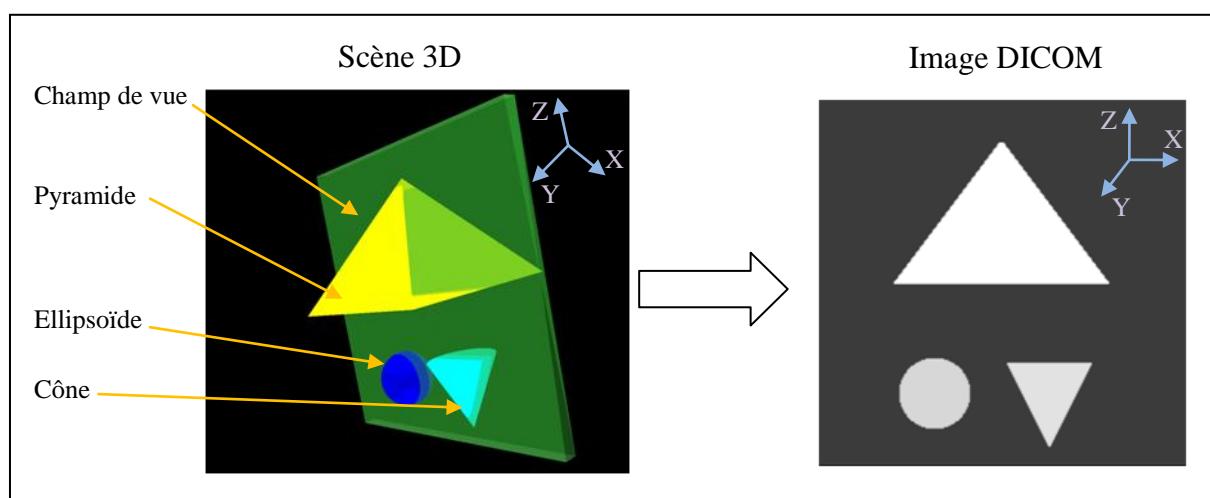 Scène 3D
Image DICOM
Champ de vue
Pyramide
Ellipsoïde
Cône
Z
X
Y
Z
X
Y